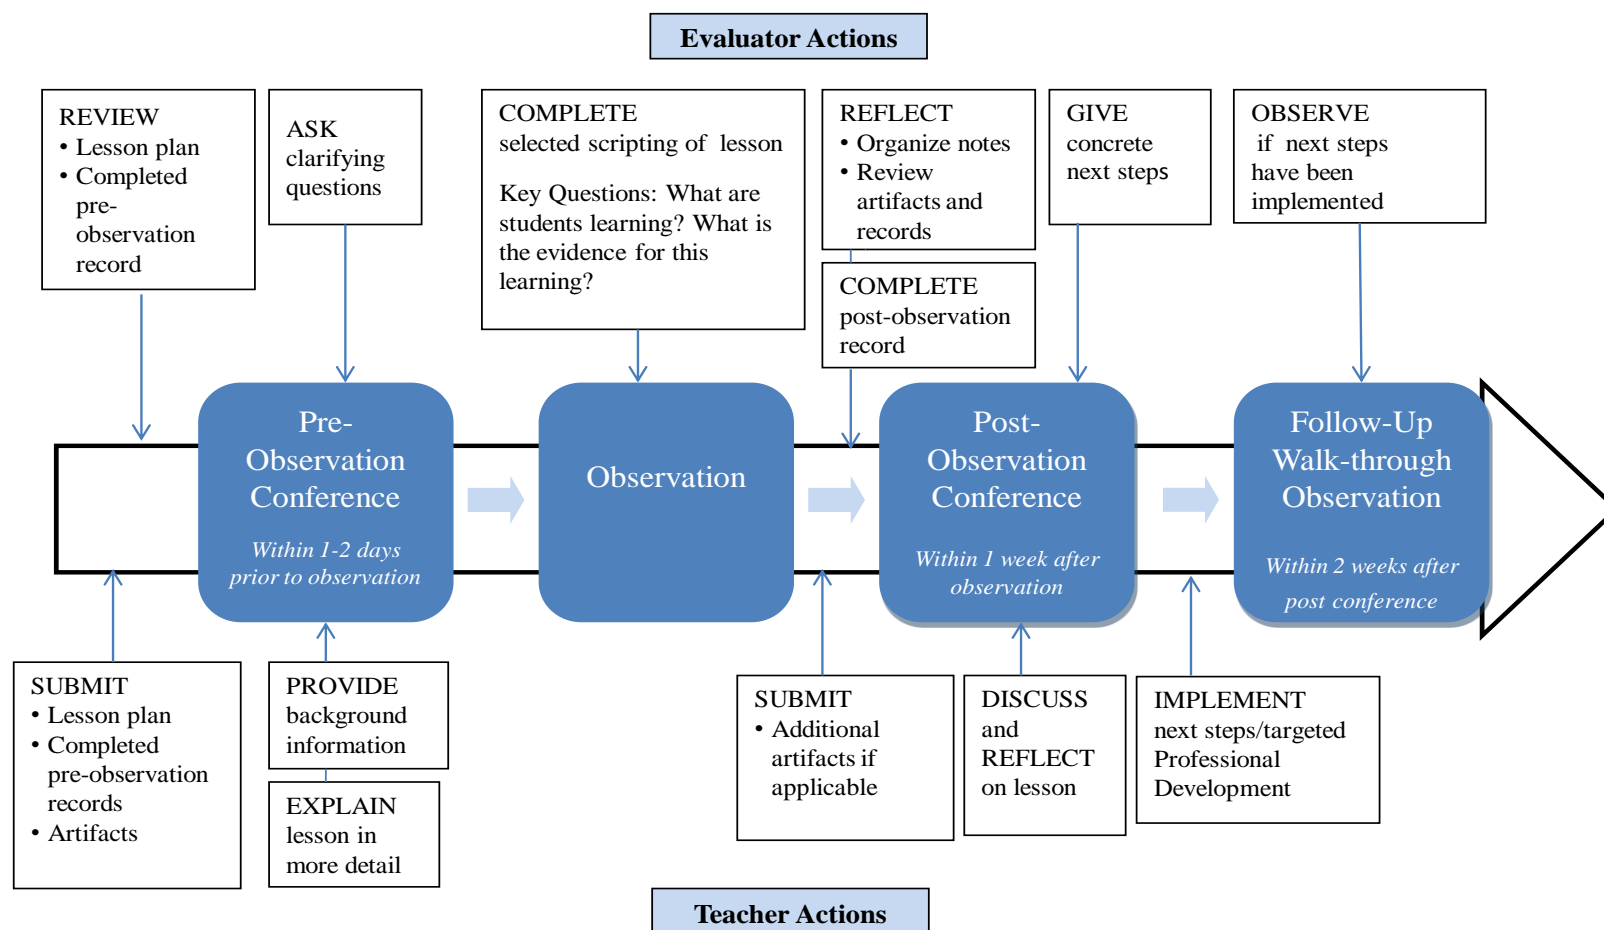 Evaluator Actions
REVIEW
• Lesson plan
• Completed
pre-
observation
record
ASK
clarifying
questions
COMPLETE
selected scripting of lesson
Key Questions: What are
students learning? What is
the evidence for this
learning?
REFLECT
• Organize notes
• Review
artifacts and
records
COMPLETE
post-observation
record
GIVE
concrete
next steps
OBSERVE
if next steps
have been
implemented
Pre-
Observation
Conference
Within 1-2 days
prior to observation
Observation
Post-
Observation
Conference
Within 1 week after
observation
Follow-Up
Walk-through
Observation
Within 2 weeks after
post conference
SUBMIT
• Lesson plan
• Completed
pre-observation
records
• Artifacts
PROVIDE
background
information
EXPLAIN
lesson in
more detail
SUBMIT
• Additional
artifacts if
applicable
DISCUSS
and
REFLECT
on lesson
IMPLEMENT
next steps/targeted
Professional
Development
Teacher Actions